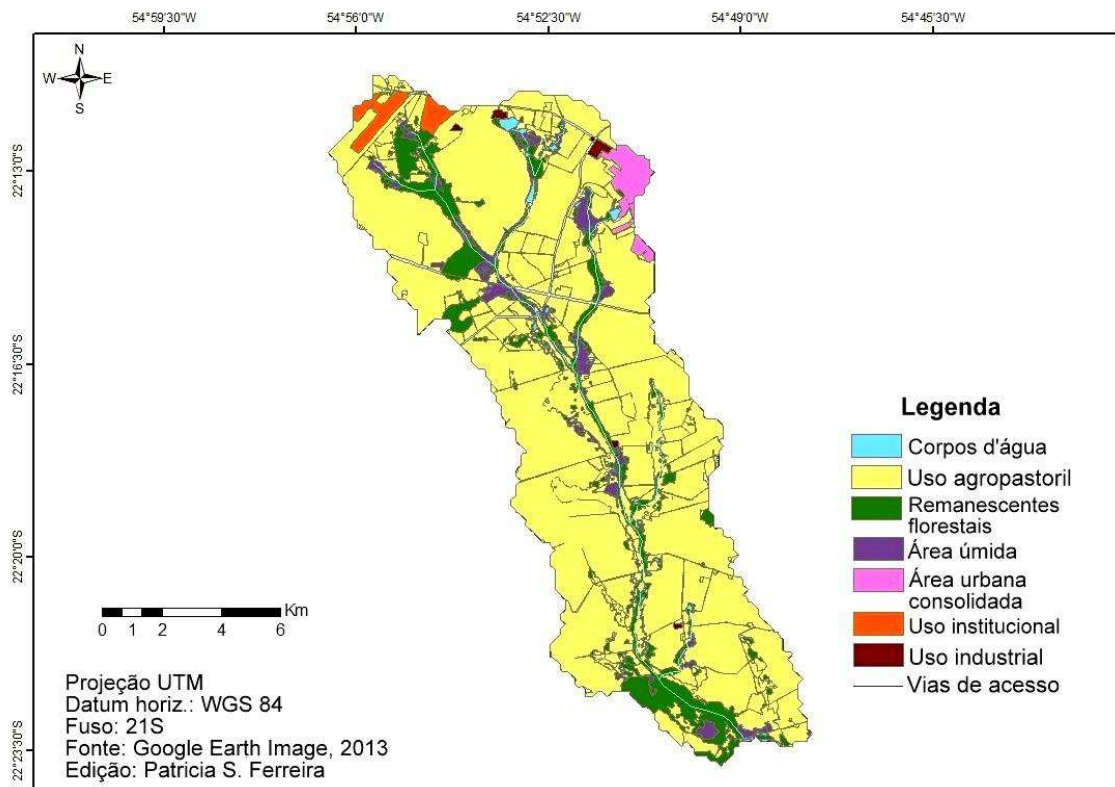 54°59'30"W 54°56'0"W 54°52'30"W 54°49'0"W 54°45'30"W
N
W E
S
22°13'0"S
22°16'30"S
22°20'0"S
22°23'30"S
Legenda
Corpos d'água
Uso agropastoril
Remanescentes
florestais
Área úmida
Área urbana
consolidada
Uso institucional
Uso industrial
Vias de acesso
Km
0 1 2 4 6
Projeção UTM
Datum horiz.: WGS 84
Fuso: 21S
Fonte: Google Earth Image, 2013
Edição: Patricia S. Ferreira